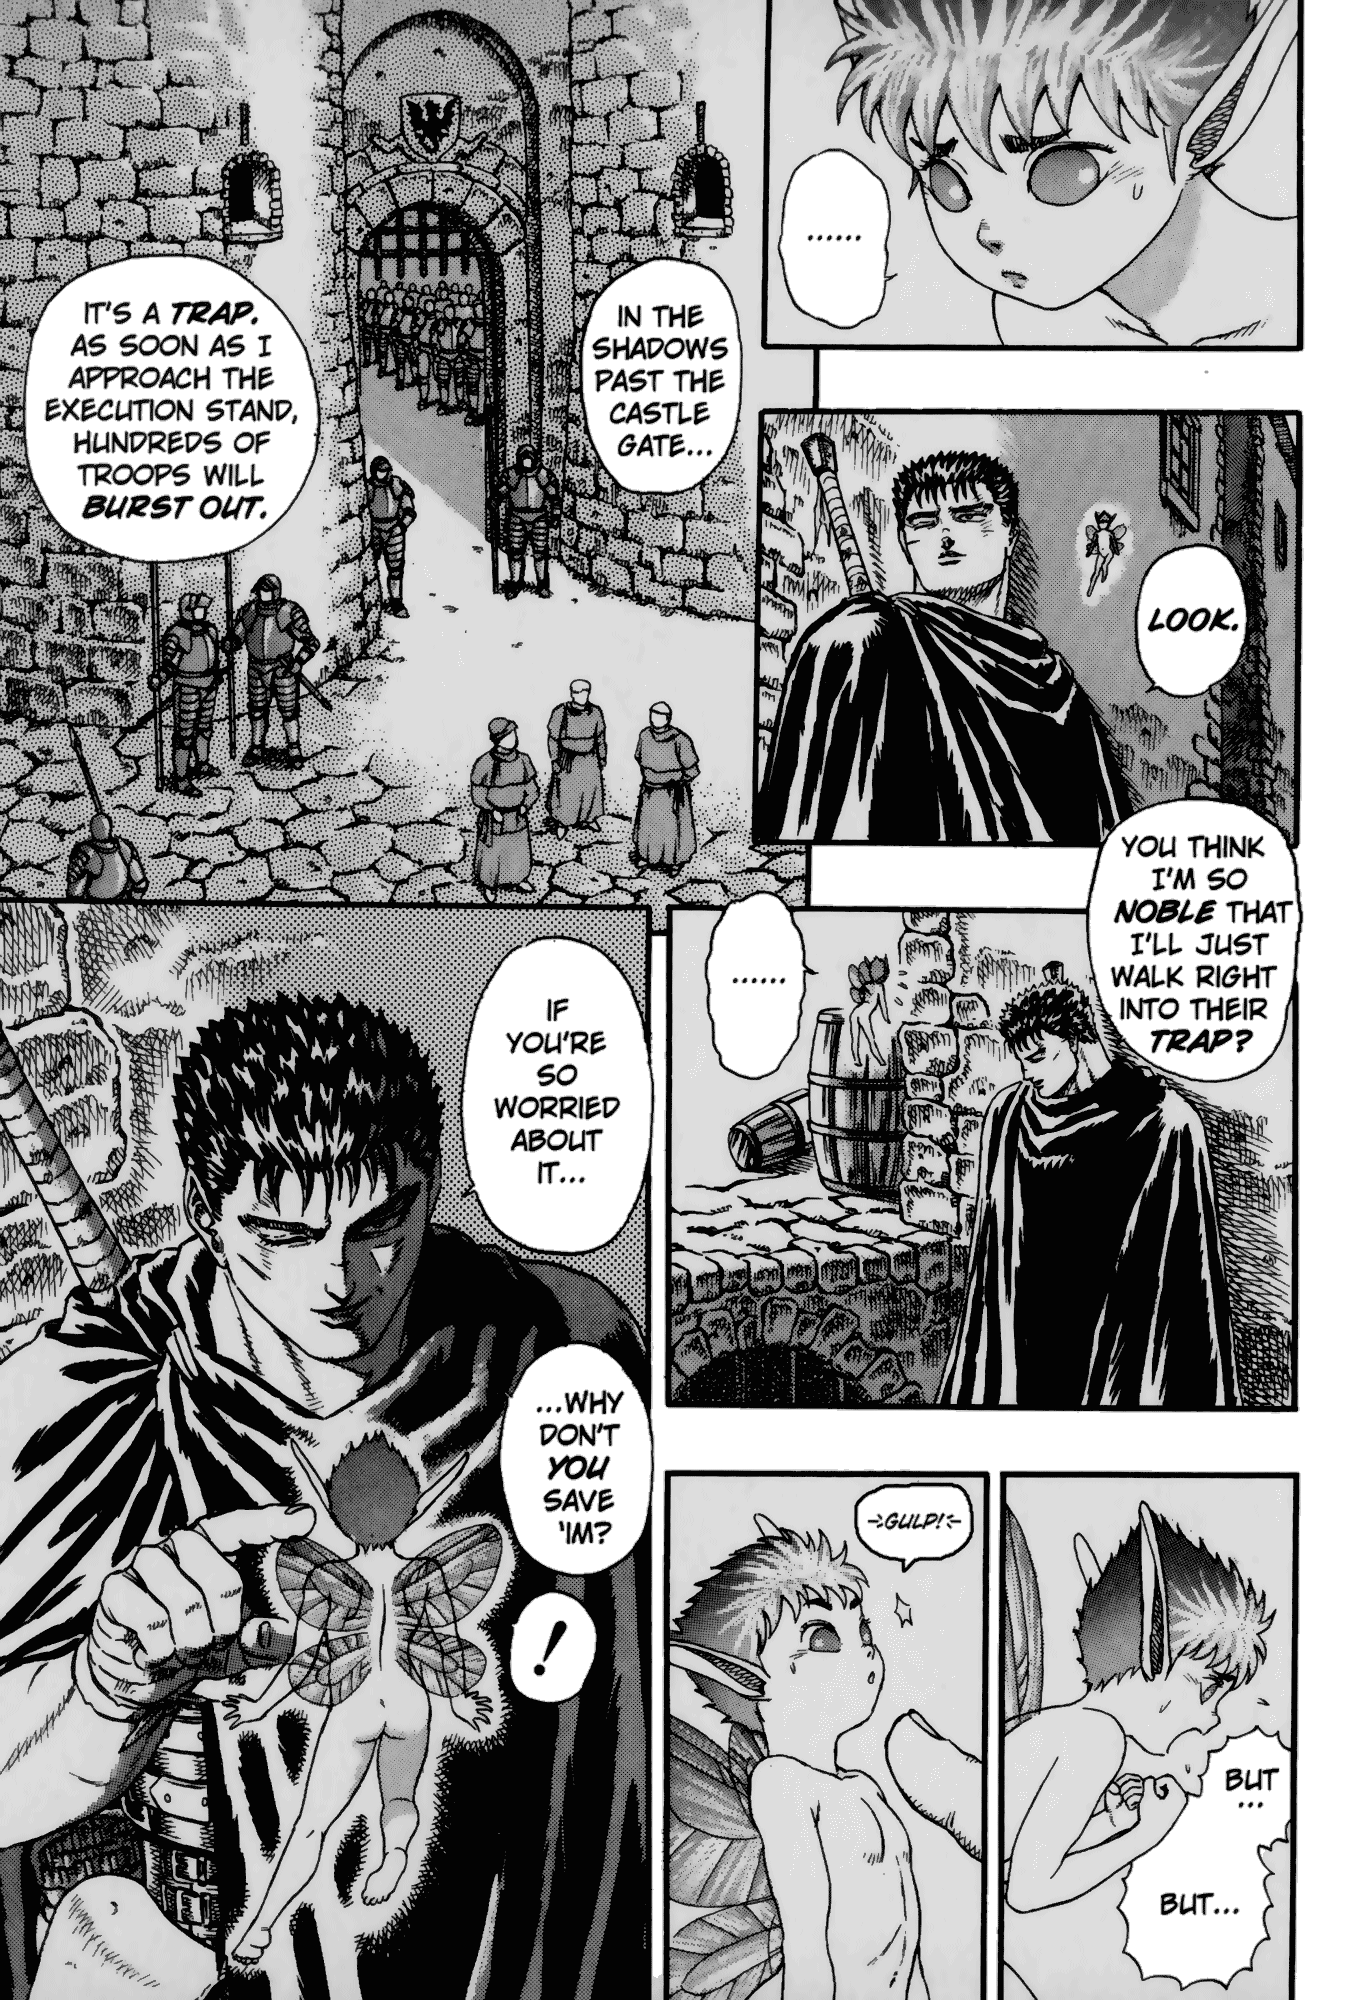 ......
LOOK.
IN THE
SHADOWS
PAST THE
CASTLE
GATE...
IT'S A TRAP.
AS SOON AS I
APPROACH THE
EXECUTION STAND,
HUNDREDS OF
TROOPS WILL
BURST OUT.
YOU THINK
I'M SO
NOBLE THAT
I'LL JUST
WALK RIGHT
INTO THEIR
TRAP?
......
IF
YOU'RE
SO
WORRIED
ABOUT
IT...
...WHY
DON'T
YOU
SAVE
'IM?
!
BUT
...
BUT...
GULP!